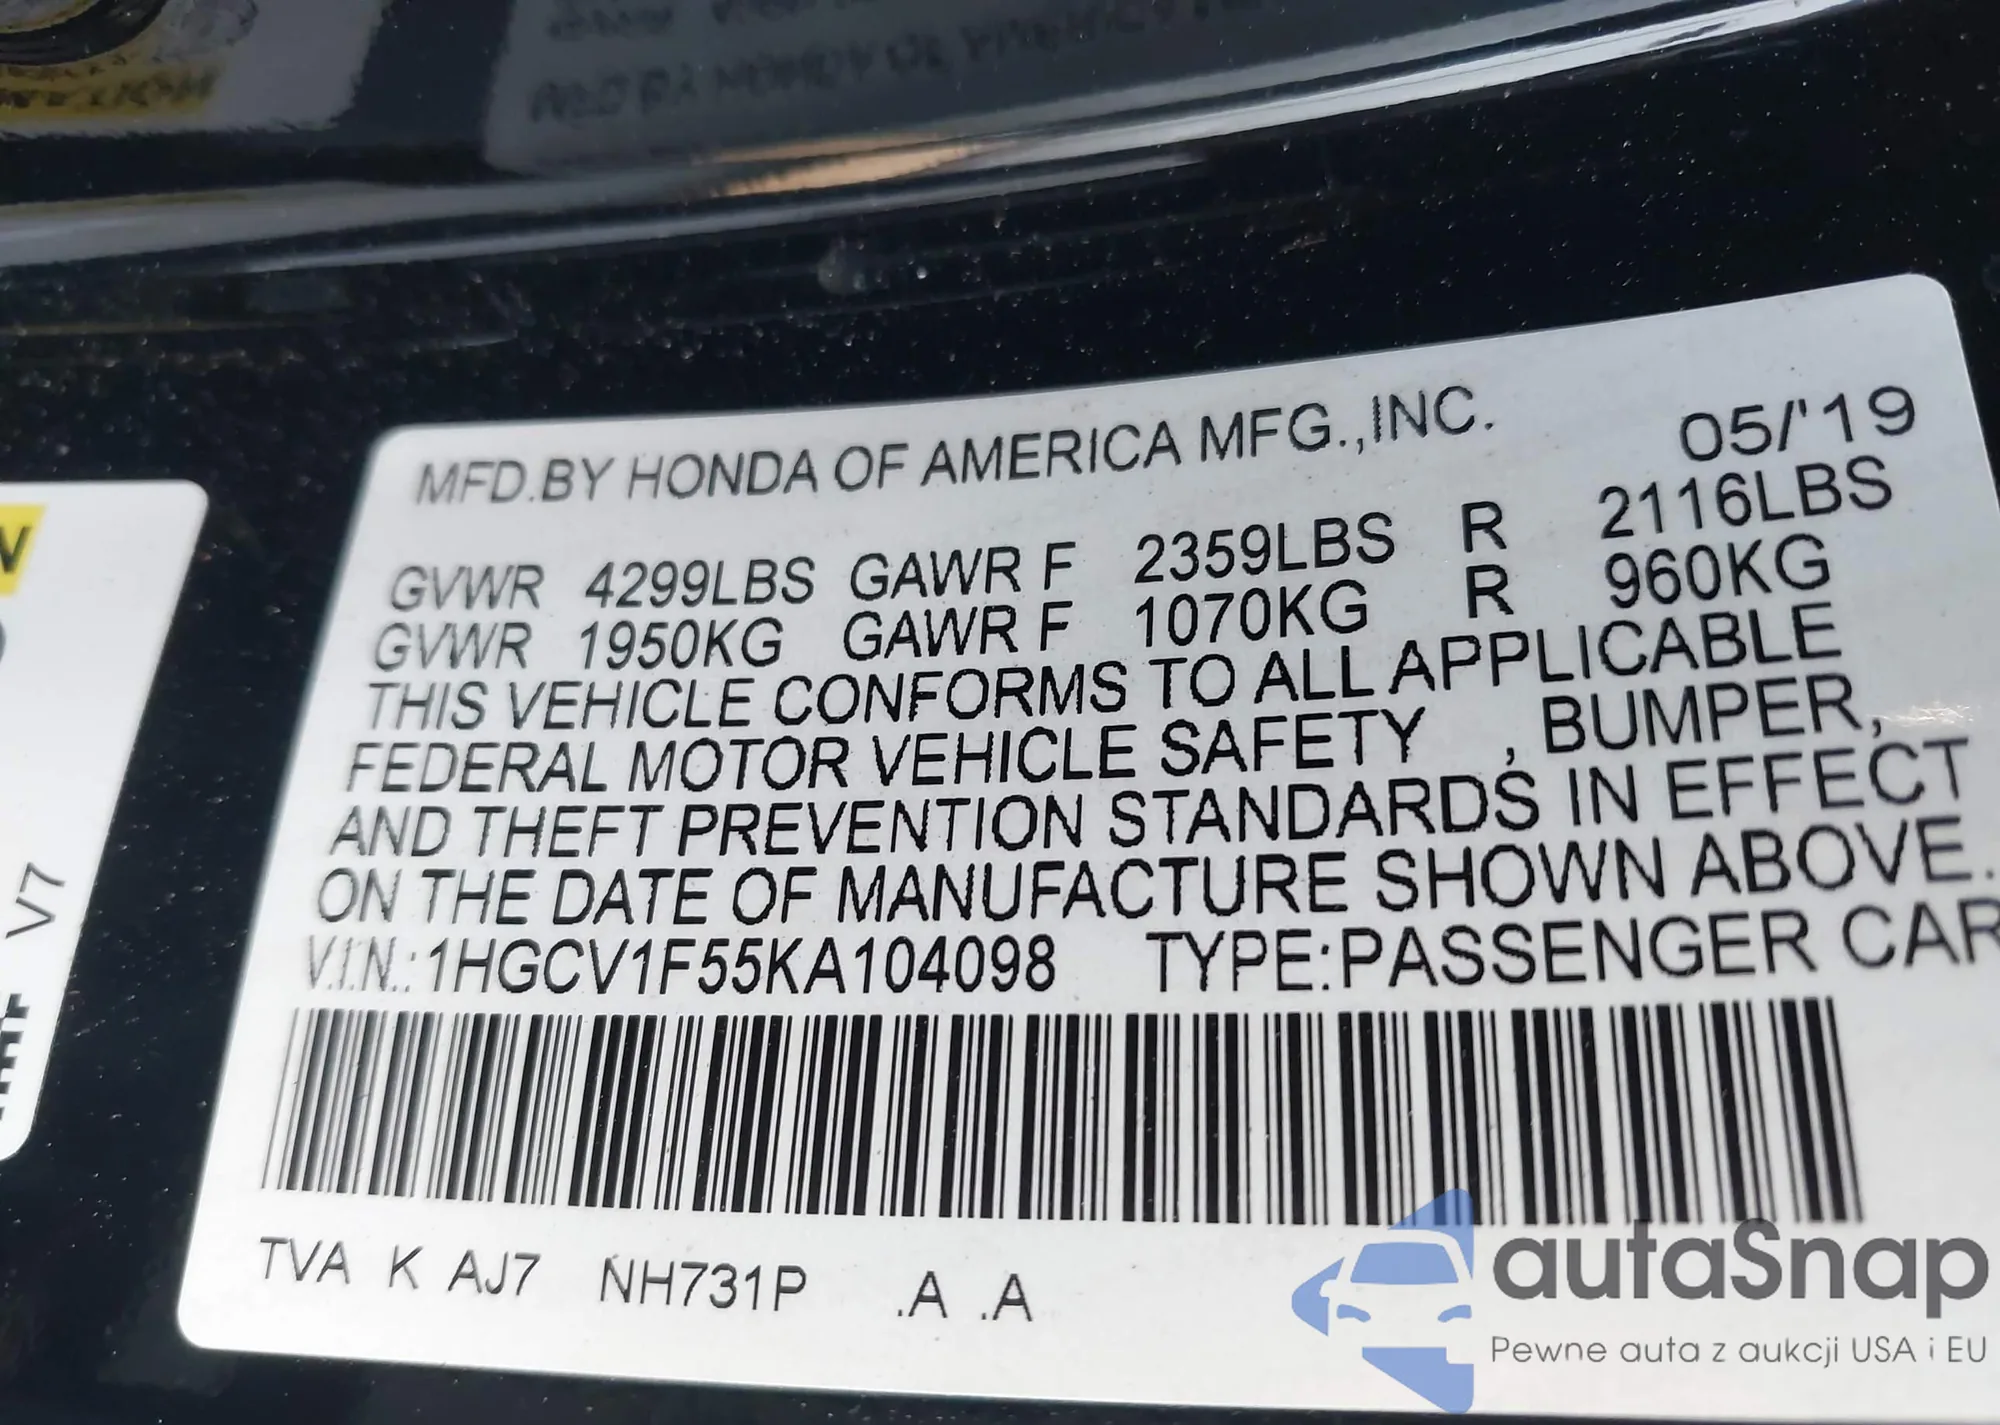 MFD.BY HONDA OF AMERICA MFG.,INC. 05/'19
GVWR 4299LBS GAWR F 2359LBS R 2116LBS
GVWR 1950KG GAWR F 1070KG R 960KG
THIS VEHICLE CONFORMS TO ALL APPLICABLE
FEDERAL MOTOR VEHICLE SAFETY , BUMPER,
AND THEFT PREVENTION STANDARDS IN EFFECT
ON THE DATE OF MANUFACTURE SHOWN ABOVE.
V.I.N.:1HGCV1F55KA104098 TYPE:PASSENGER CAR
TVA K AJ7 NH731P .A .A
V7
autaSnap
Pewne auta z aukcji USA i EU